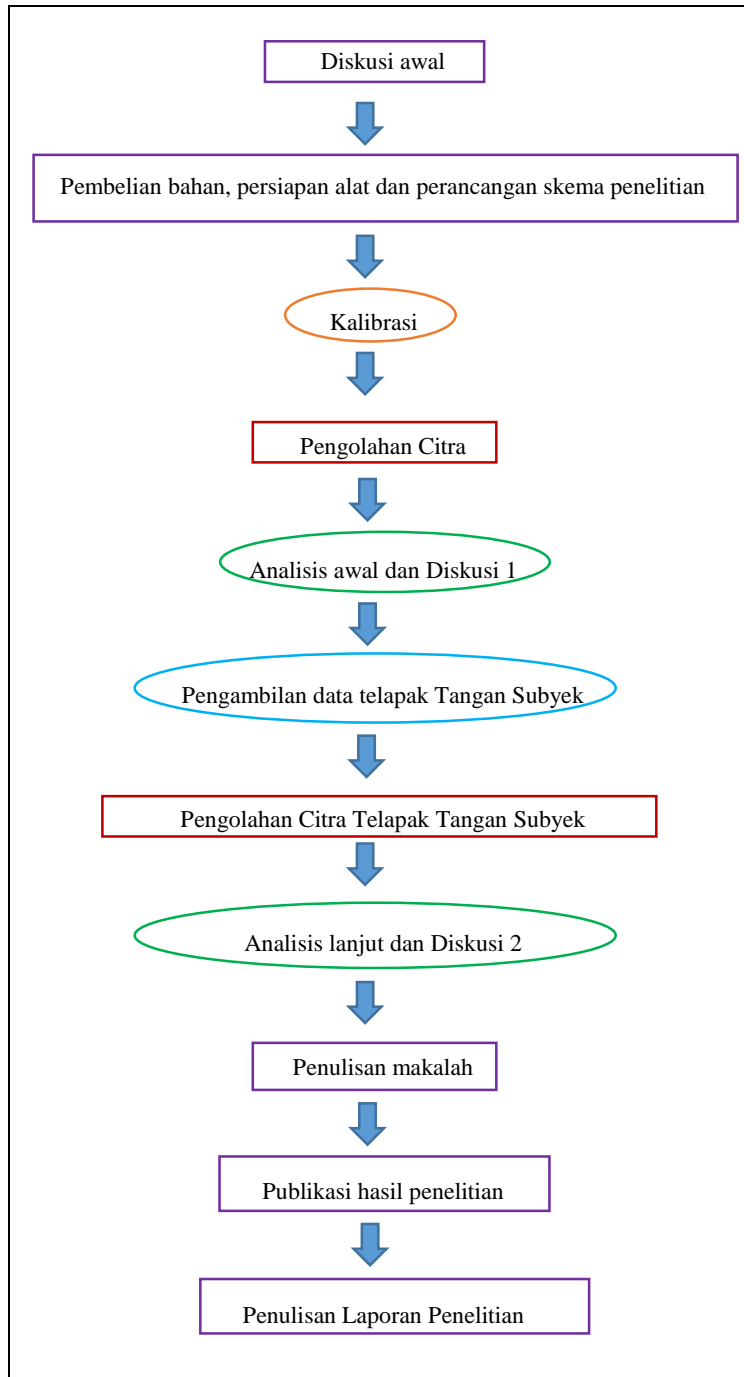 Diskusi awal
Pembelian bahan, persiapan alat dan perancangan skema penelitian
Kalibrasi
Pengolahan Citra
Analisis awal dan Diskusi 1
Pengambilan data telapak Tangan Subyek
Pengolahan Citra Telapak Tangan Subyek
Analisis lanjut dan Diskusi 2
Penulisan makalah
Publikasi hasil penelitian
Penulisan Laporan Penelitian